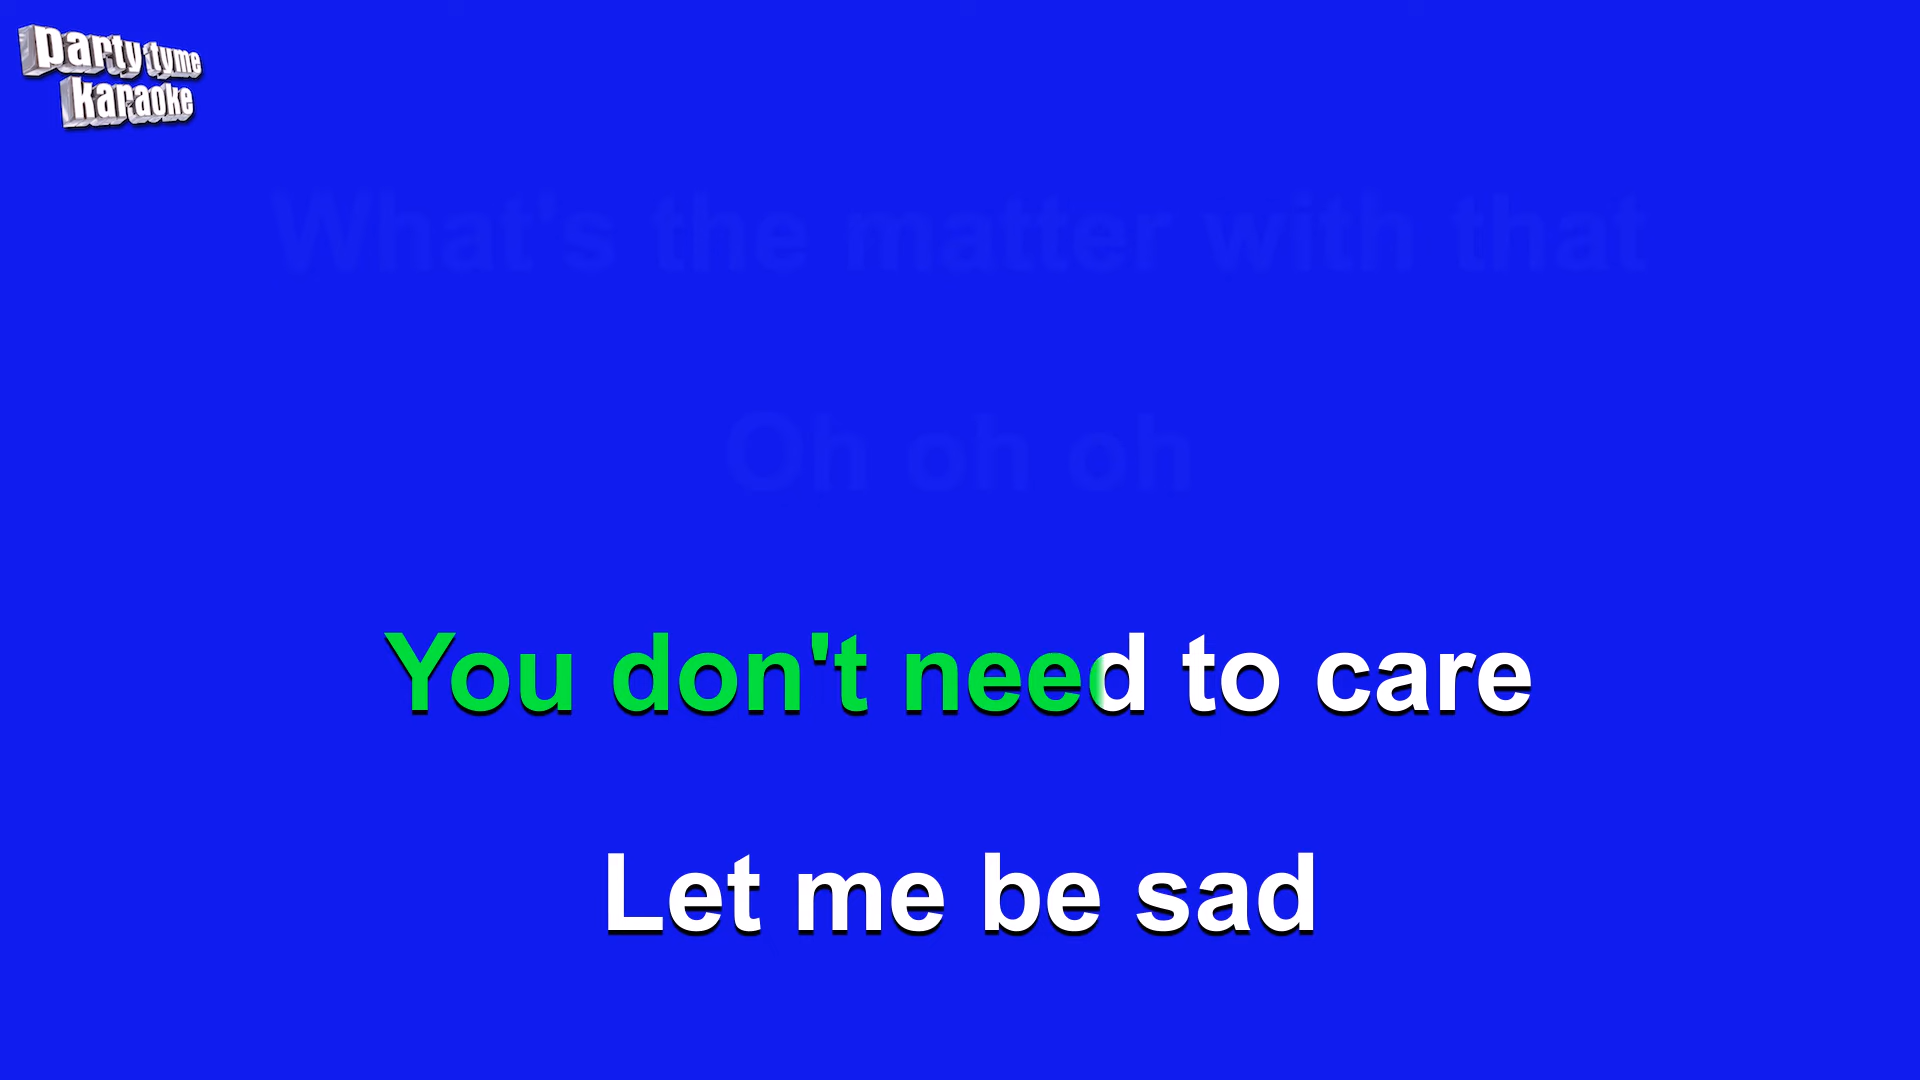 party tyme
karaoke
What's the matter with that
Oh oh oh
You don't need to care
Let me be sad